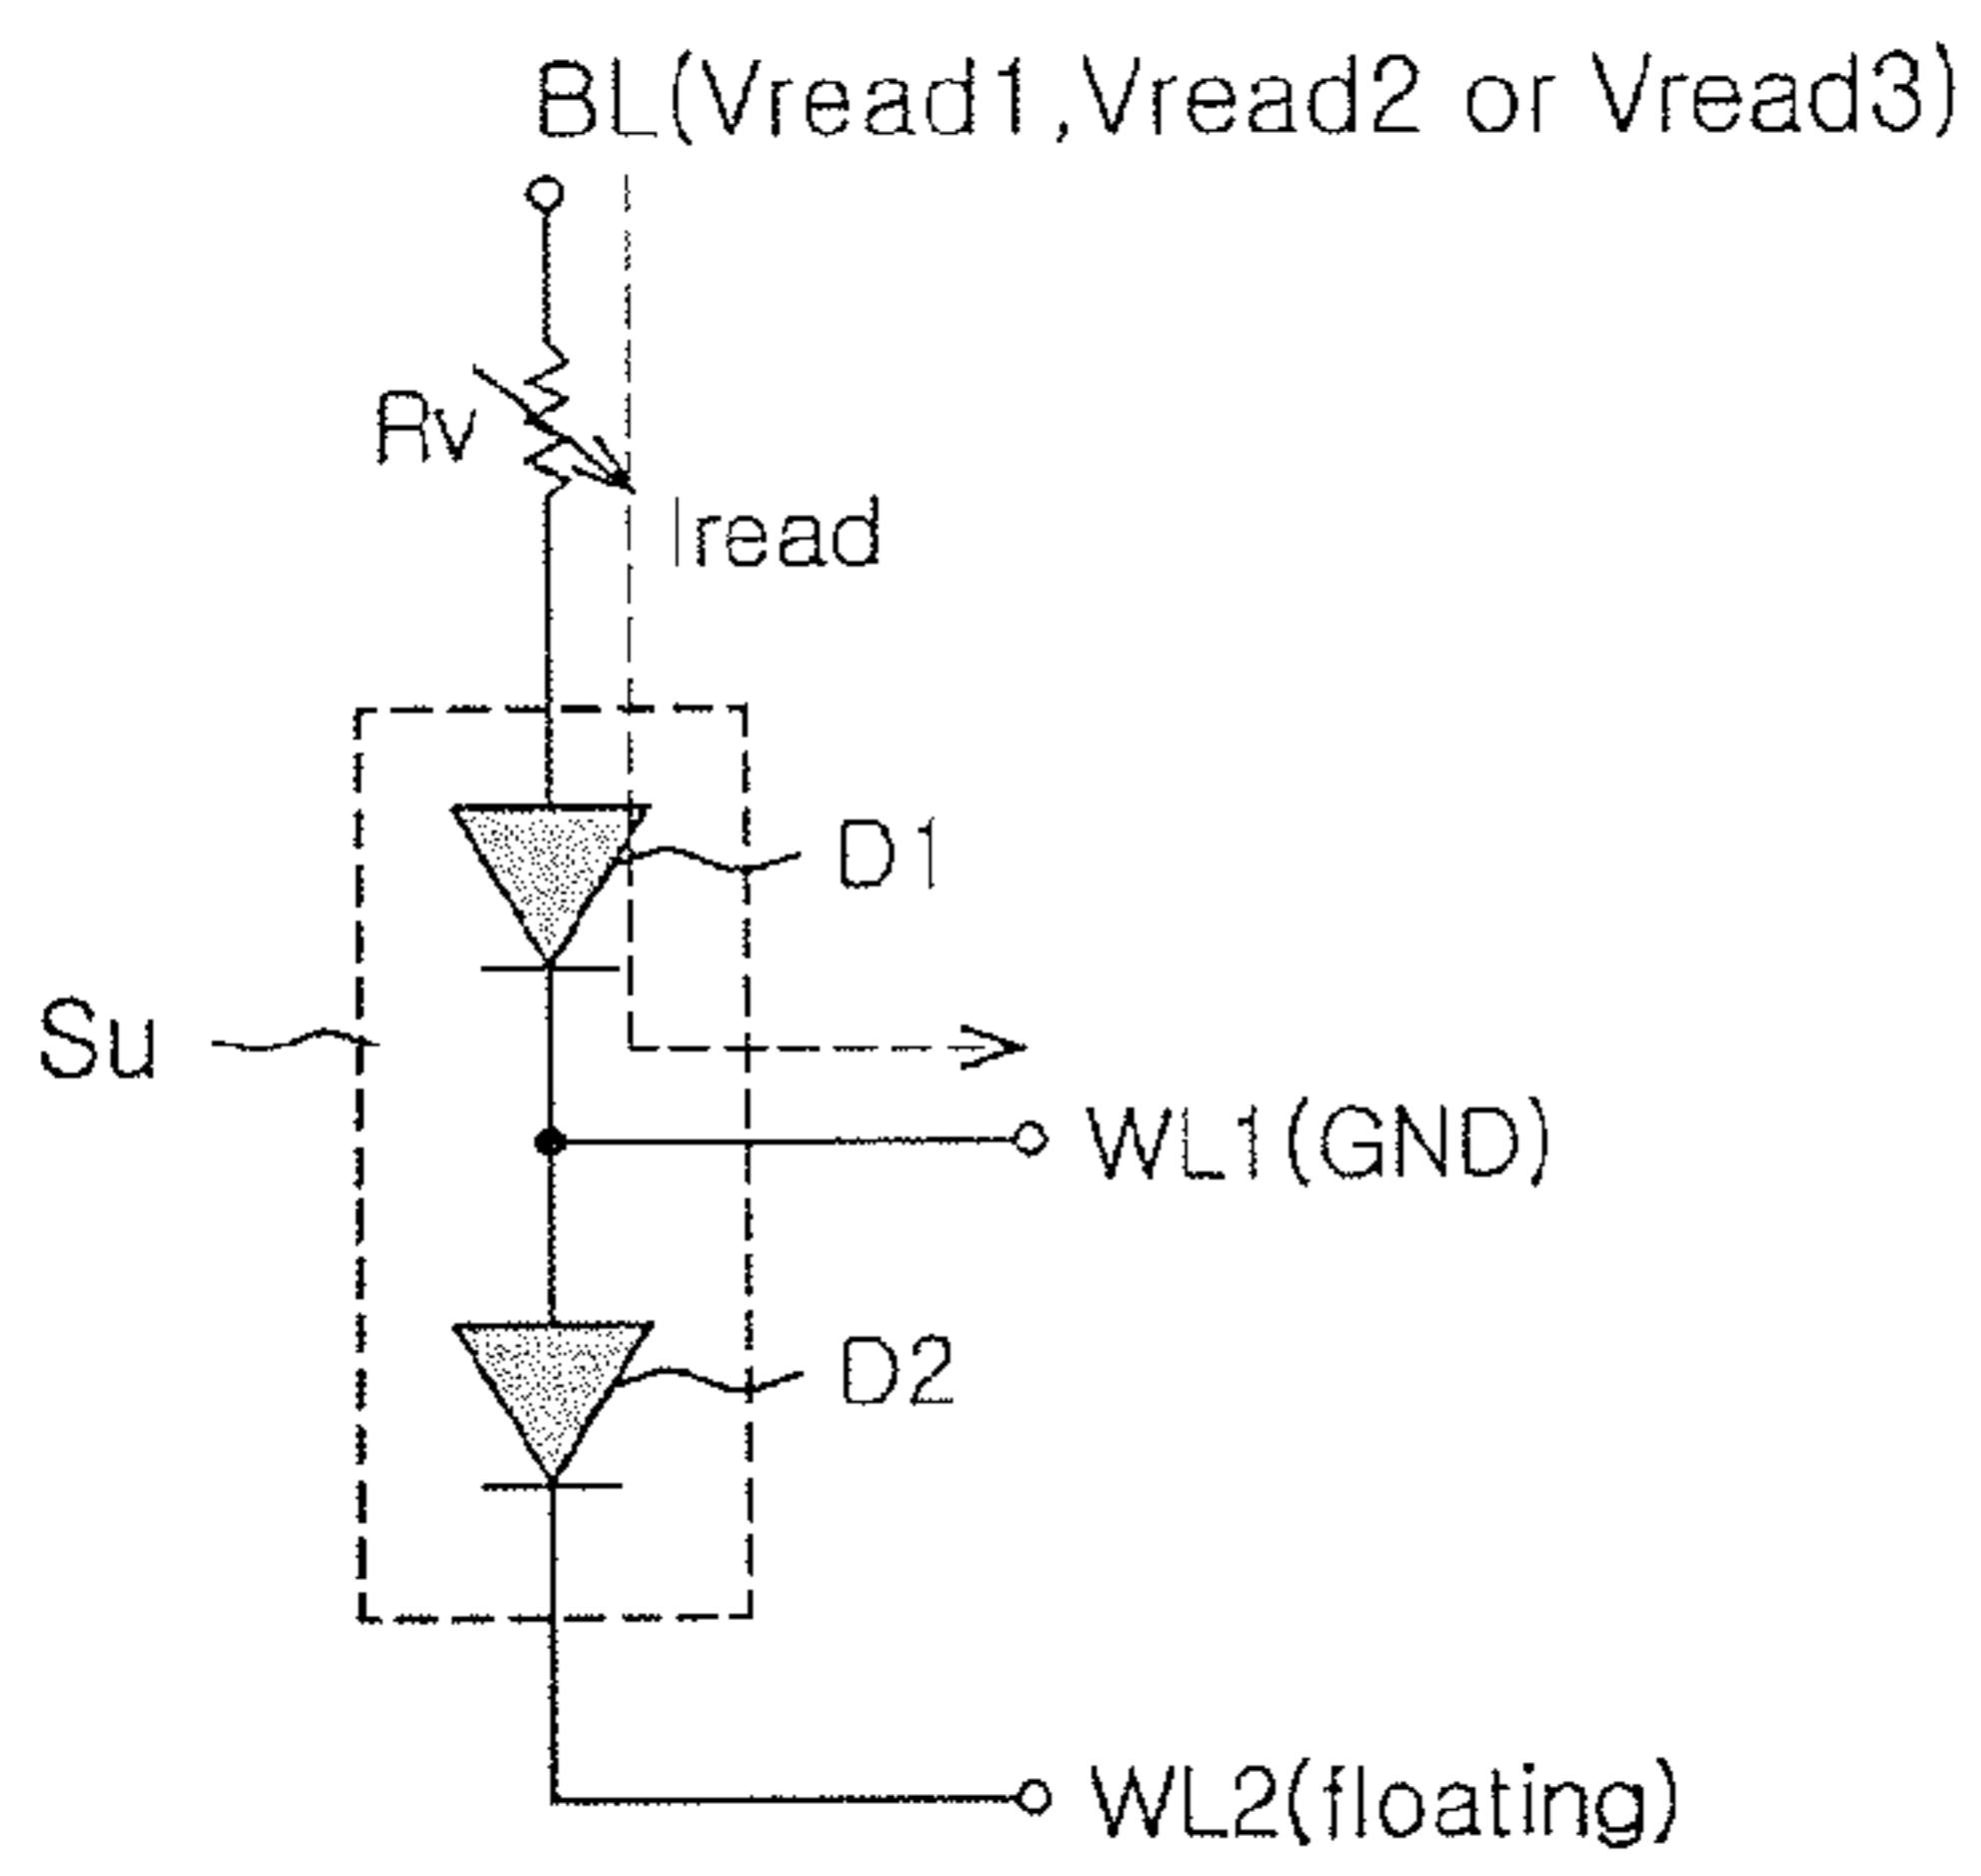 BL(Vread1,Vread2 or Vread3)
Rv
Iread
D1
Su
WL1(GND)
D2
WL2(floating)